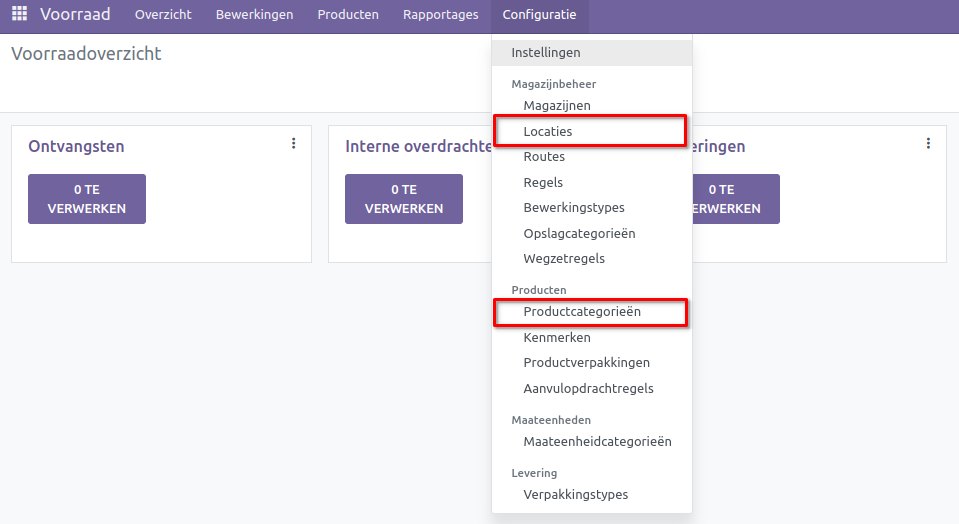 Voorraad Overzicht Bewerkingen Producten Rapportages Configuratie
Voorraadoverzicht
Instellingen
Magazijnbeheer
Magazijnen
Locaties
Routes
Regels
Bewerkingstypes
Opslagcategorieën
Wegzetregels
Producten
Productcategorieën
Kenmerken
Productverpakkingen
Aanvulopdrachtregels
Maateenheden
Maateenheidcategorieën
Levering
Verpakkingstypes
Ontvangsten
0 TE
VERWERKEN
Interne overdrachte
0 TE
VERWERKEN
eringen
0 TE
ERWERKEN